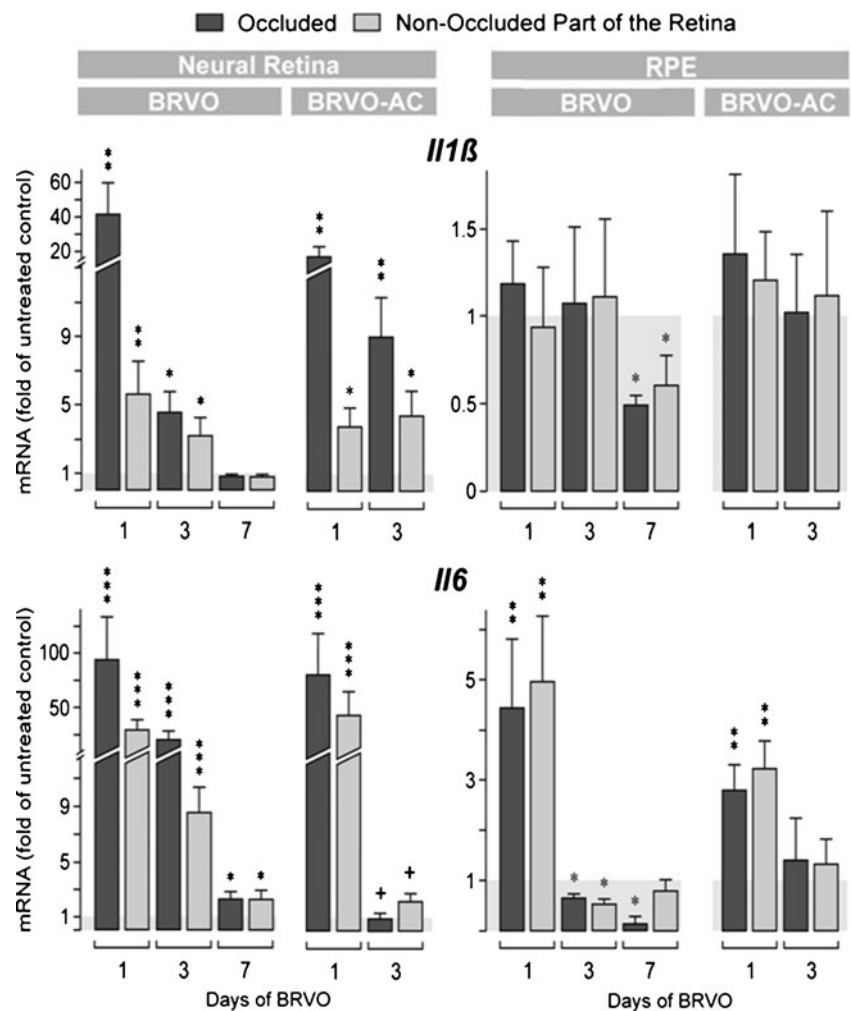 Occluded Non-Occluded Part of the Retina
Neural Retina RPE
BRVO BRVO-AC BRVO BRVO-AC
Il1ß
mRNA (fold of untreated control)
60
40
20
9
5
1
** ** * * ** * ** *
1 3 7 1 3
1.5
1
0.5
0
* *
1 3 7 1 3
Il6
mRNA (fold of untreated control)
100
50
9
5
1
*** *** *** *** * * *** *** + +
1 3 7 1 3
Days of BRVO
5
3
1
** ** * * * ** **
1 3 7 1 3
Days of BRVO